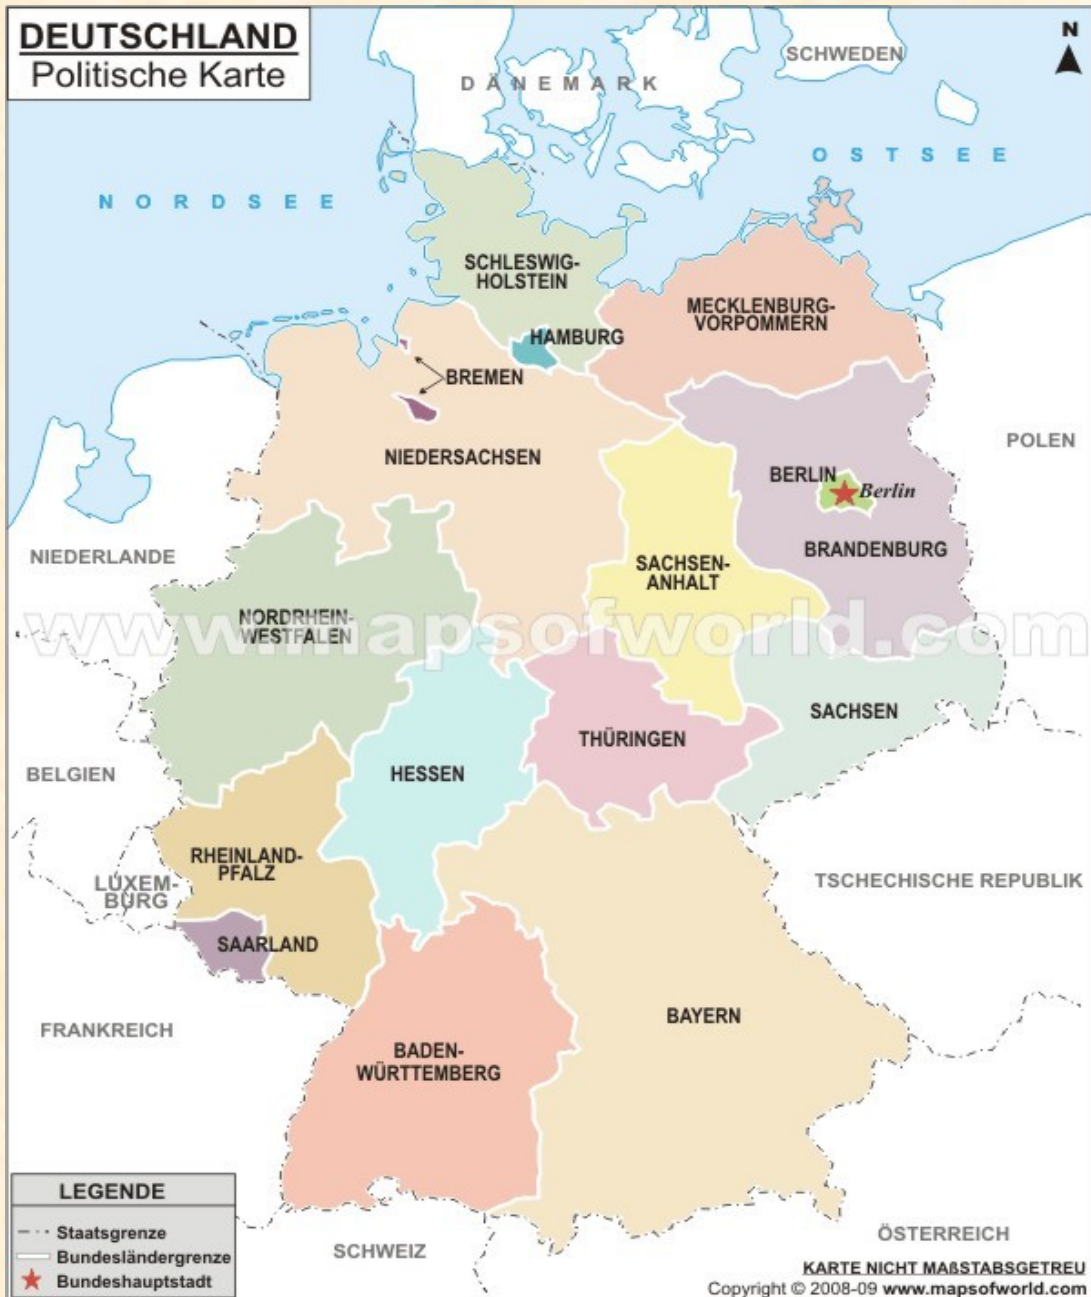 DEUTSCHLAND
Politische Karte
N
SCHWEDEN
DÄNEMARK
OSTSEE
NORDSEE
SCHLESWIG-
HOLSTEIN
MECKLENBURG-
VORPOMMERN
HAMBURG
BREMEN
POLEN
NIEDERSACHSEN
BERLIN
Berlin
BRANDENBURG
NIEDERLANDE
SACHSEN-
ANHALT
www.mapsofworld.com
NORDRHEIN-
WESTFALEN
SACHSEN
THÜRINGEN
HESSEN
BELGIEN
RHEINLAND-
PFALZ
LUXEM-
BURG
TSCHECHISCHE REPUBLIK
SAARLAND
FRANKREICH
BAYERN
BADEN-
WÜRTTEMBERG
LEGENDE
Staatsgrenze
Bundesländergrenze
Bundeshauptstadt
SCHWEIZ
ÖSTERREICH
KARTE NICHT MAßSTABSGETREU
Copyright © 2008-09 www.mapsofworld.com